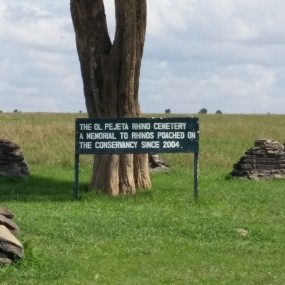 THE OL PEJETA RHINO CEMETERY
A MEMORIAL TO RHINOS POACHED ON
THE CONSERVANCY SINCE 2004.